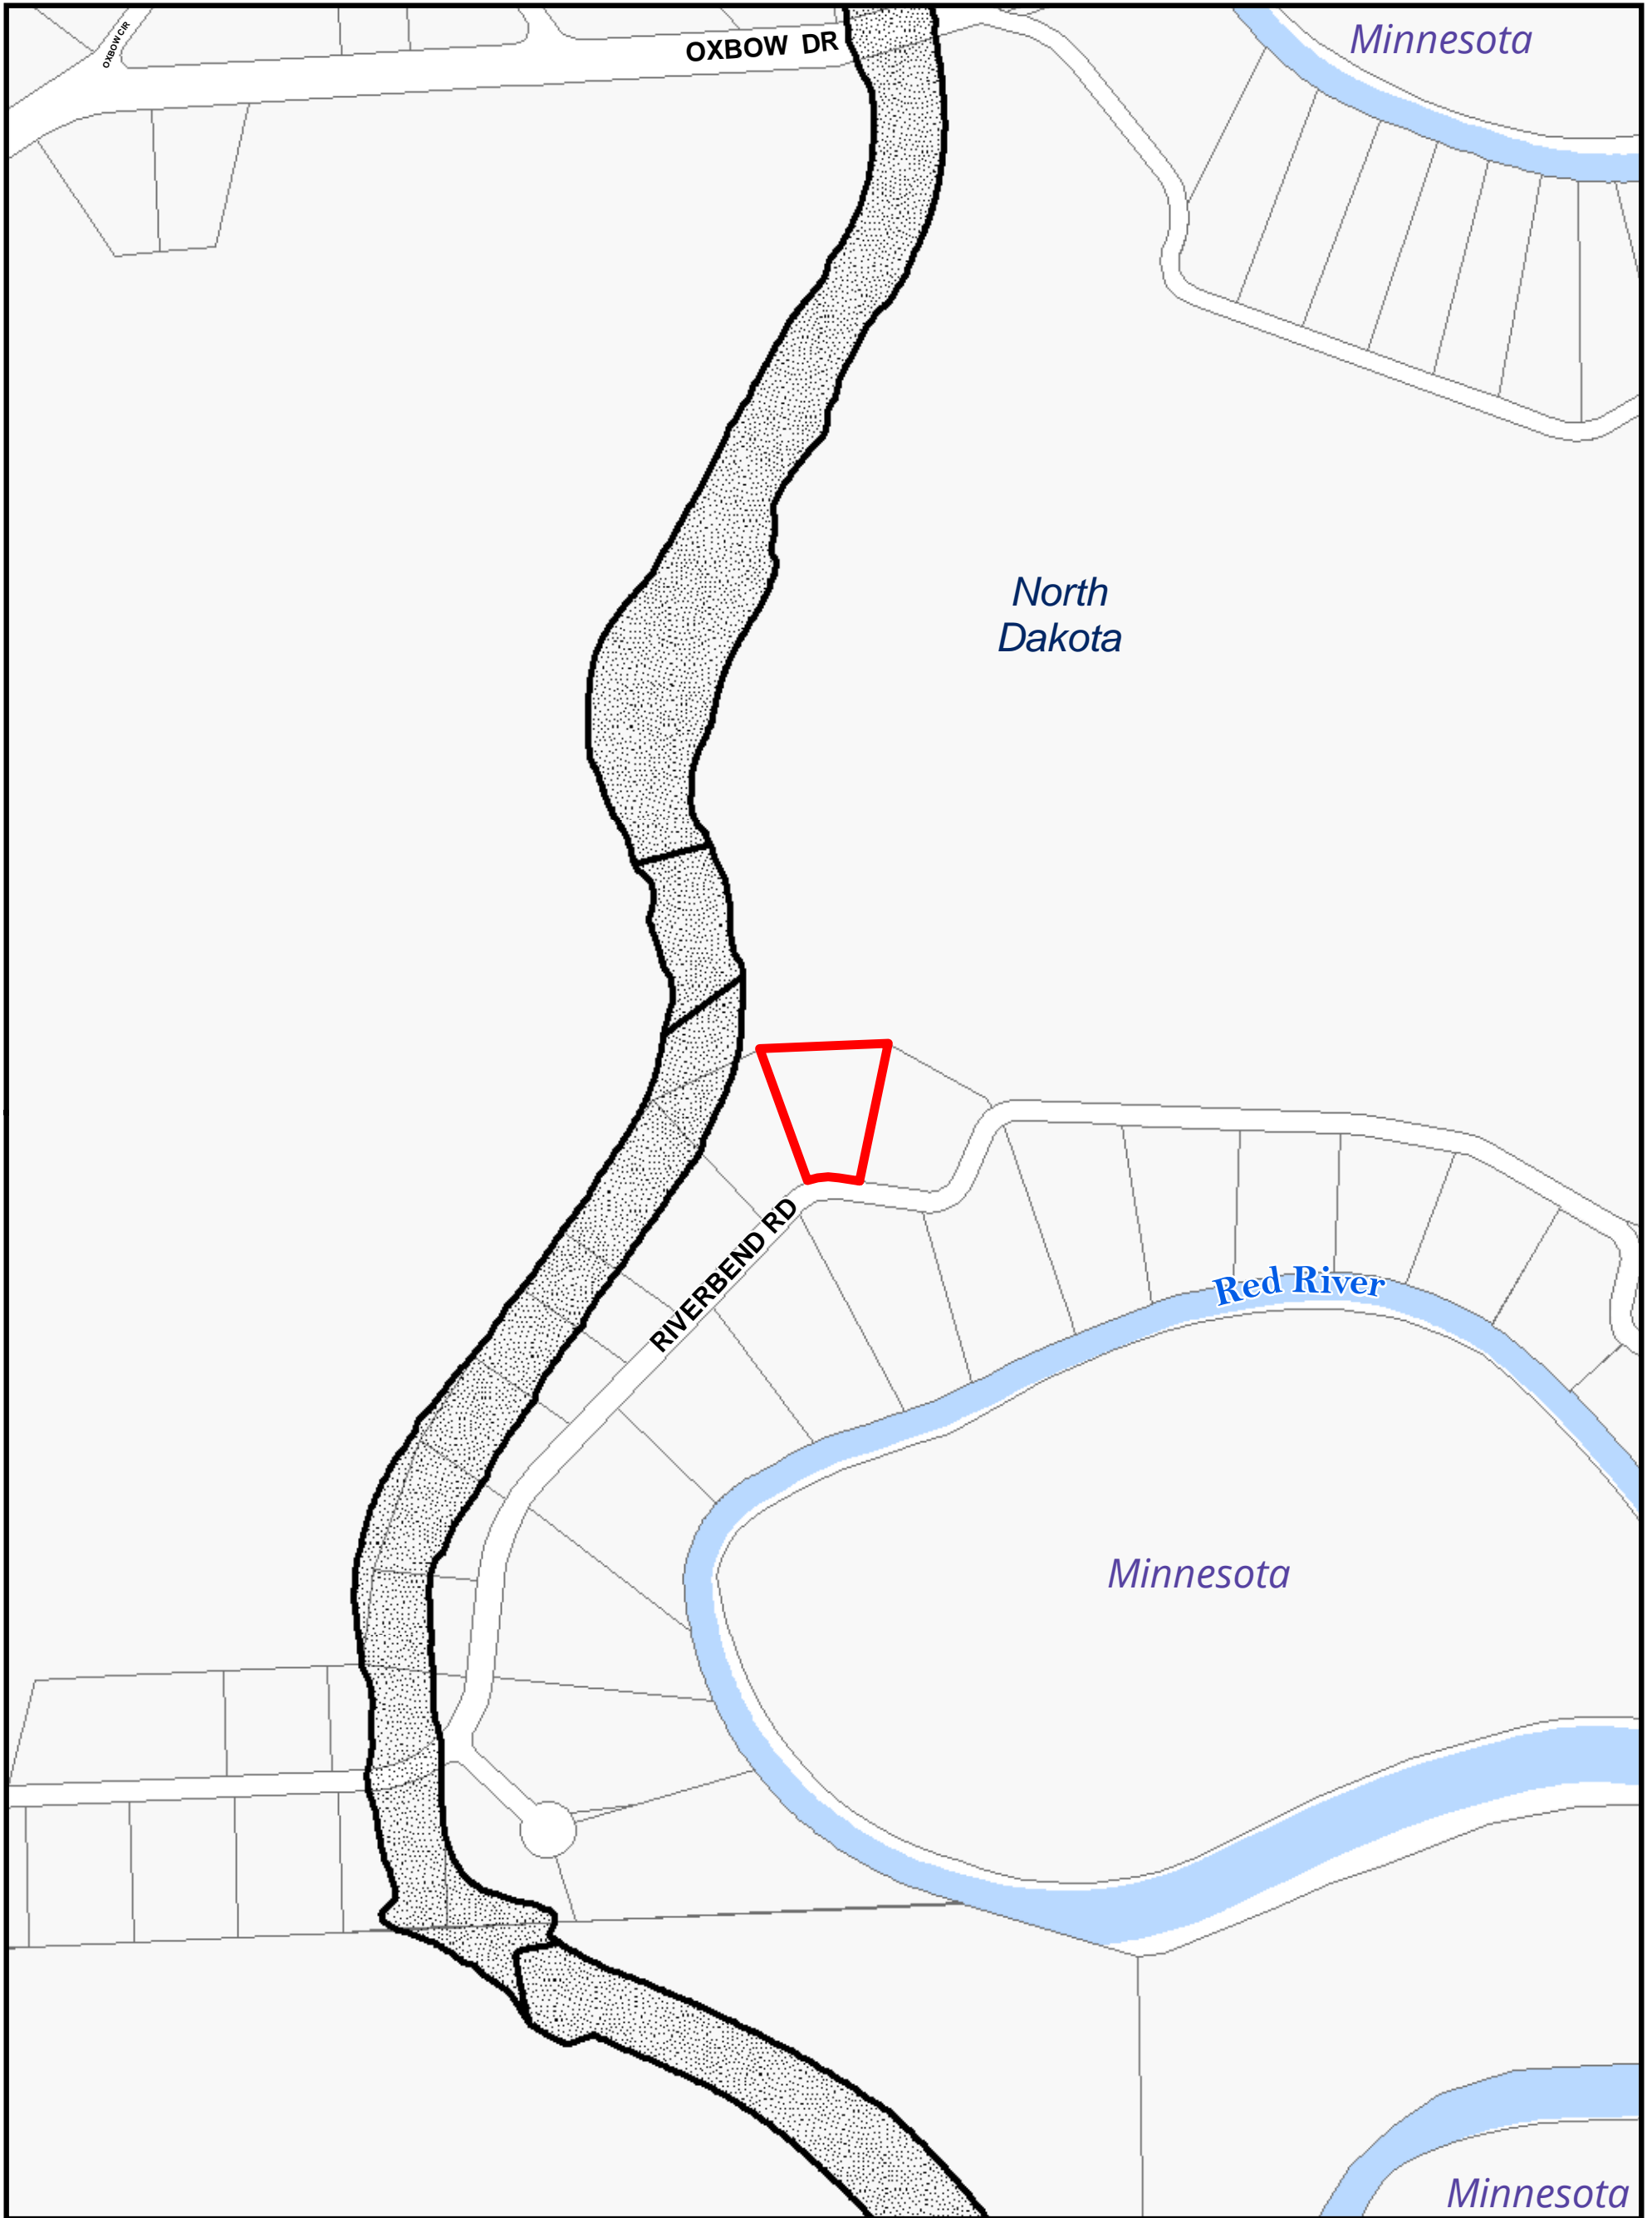 OXBOW CIR
OXBOW DR
Minnesota
North
Dakota
RIVERBEND RD
Red River
Minnesota
Minnesota